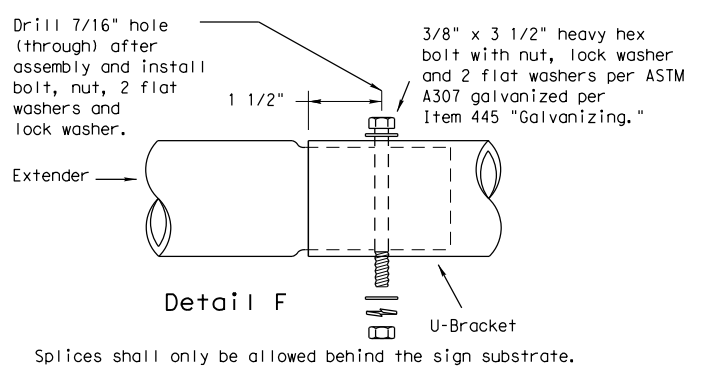 Drill 7/16" hole
(through) after
assembly and install
bolt, nut, 2 flat
washers and
lock washer.
1 1/2"
3/8" x 3 1/2" heavy hex
bolt with nut, lock washer
and 2 flat washers per ASTM
A307 galvanized per
Item 445 "Galvanizing."
Extender
Detail F
U-Bracket
Splices shall only be allowed behind the sign substrate.